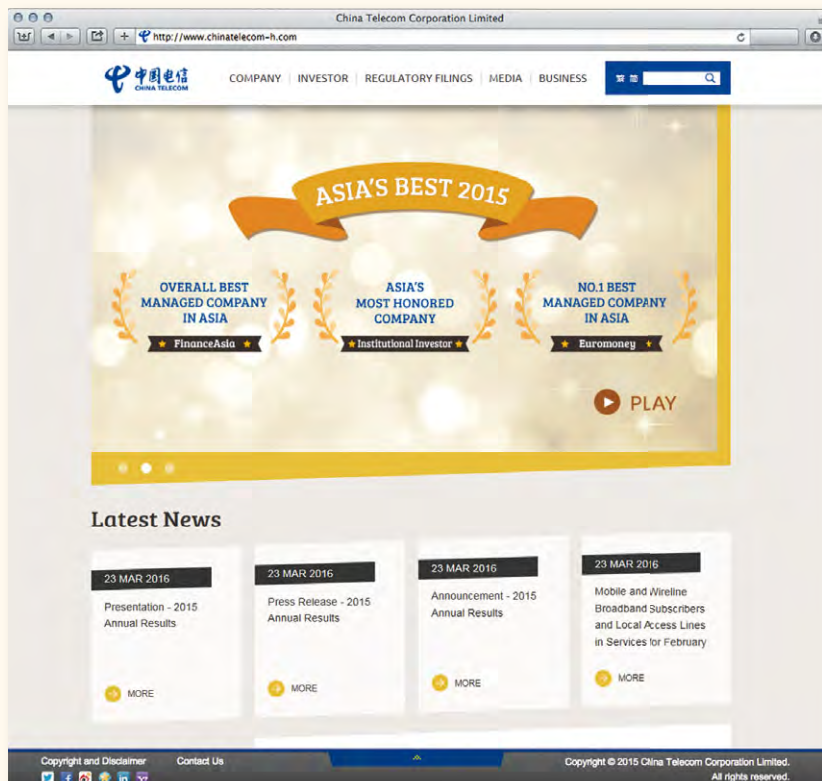 China Telecom Corporation Limited
http://www.chinatelecom-h.com
中国电信
CHINA TELECOM
COMPANY
INVESTOR
REGULATORY FILINGS
MEDIA
BUSINESS
繁 簡
ASIA'S BEST 2015
OVERALL BEST
MANAGED COMPANY
IN ASIA
FinanceAsia
ASIA'S
MOST HONORED
COMPANY
Institutional Investor
NO.1 BEST
MANAGED COMPANY
IN ASIA
Euromoney
PLAY
Latest News
23 MAR 2016
Presentation - 2015
Annual Results
MORE
23 MAR 2016
Press Release - 2015
Annual Results
MORE
23 MAR 2016
Announcement - 2015
Annual Results
MORE
23 MAR 2016
Mobile and Wireline
Broadband Subscribers
and Local Access Lines
in Services for February
MORE
Copyright and Disclaimer
Contact Us
Copyright © 2015 China Telecom Corporation Limited.
All rights reserved.